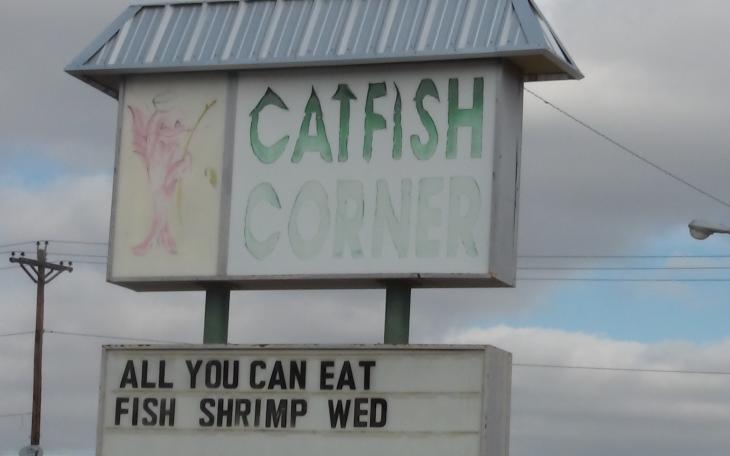 CATFISH
CORNER
ALL YOU CAN EAT
FISH SHRIMP WED